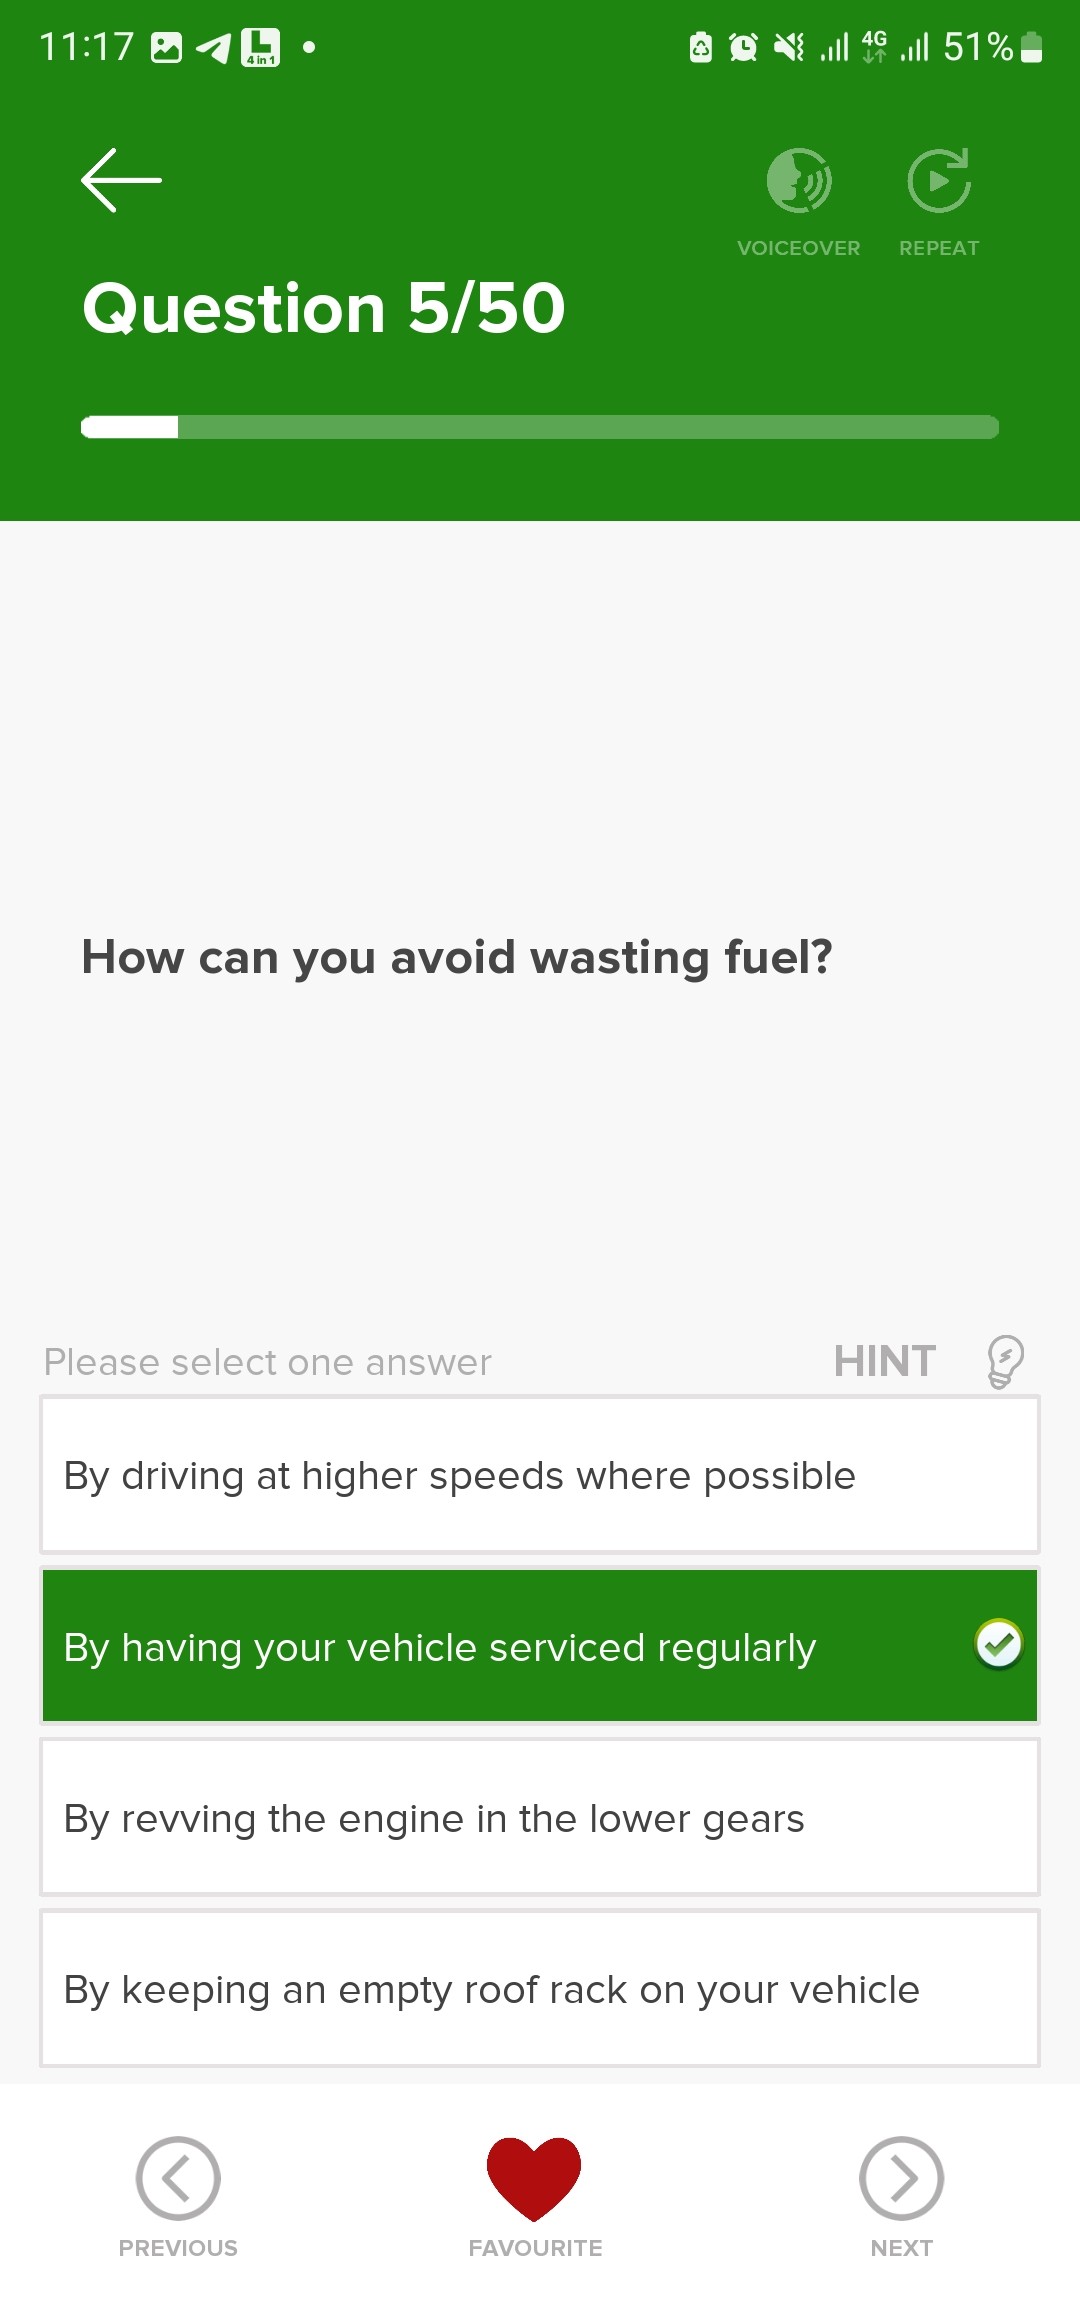 11:17
4 in 1
4G
51%
VOICEOVER
REPEAT
Question 5/50
How can you avoid wasting fuel?
Please select one answer
HINT
By driving at higher speeds where possible
By having your vehicle serviced regularly
By revving the engine in the lower gears
By keeping an empty roof rack on your vehicle
PREVIOUS
FAVOURITE
NEXT